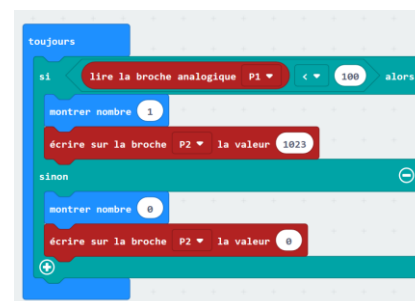 toujours
si lire la broche analogique P1 < 100 alors
montrer nombre 1
écrire sur la broche P2 la valeur 1023
sinon
montrer nombre 0
écrire sur la broche P2 la valeur 0